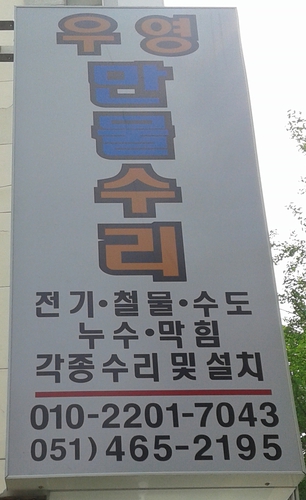 우영
만물
수리
전기·철물·수도
누수·막힘
각종수리및설치
010-2201-7043
051)465-2195